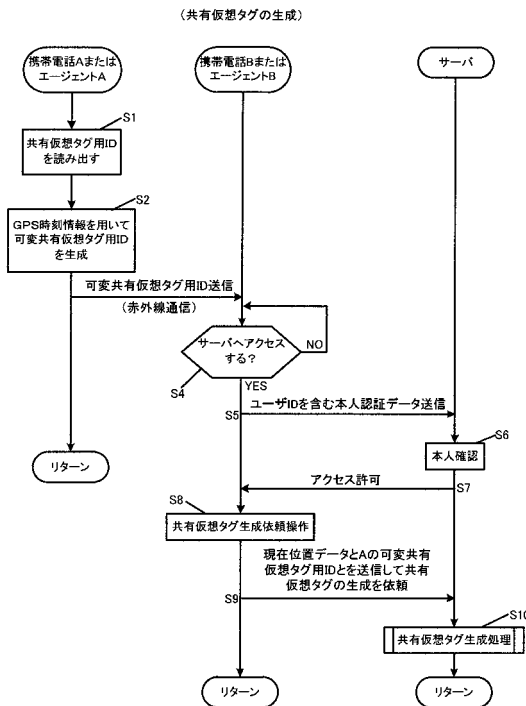 （共有仮想タグの生成）
携帯電話Aまたは
エージェントA
携帯電話Bまたは
エージェントB
サーバ
S1
共有仮想タグ用ID
を読み出す
S2
GPS時刻情報を用いて
可変共有仮想タグ用ID
を生成
可変共有仮想タグ用ID送信
（赤外線通信）
サーバへアクセス
する？
NO
S4
YES
S5
ユーザIDを含む本人認証データ送信
S6
本人確認
リターン
アクセス許可
S7
S8
共有仮想タグ生成依頼操作
現在位置データとAの可変共有
仮想タグ用IDとを送信して共有
仮想タグの生成を依頼
S9
S10
共有仮想タグ生成処理
リターン
リターン